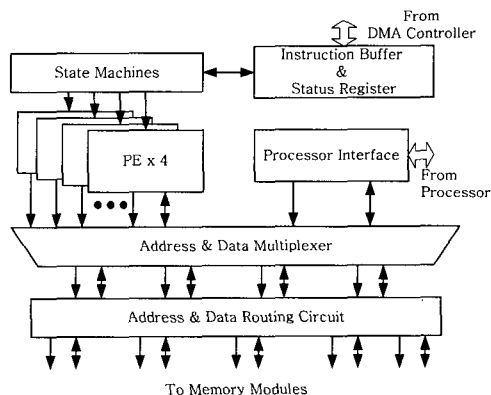 From
DMA Controller
State Machines
Instruction Buffer
&
Status Register
PE x 4
Processor Interface
From
Processor
Address & Data Multiplexer
Address & Data Routing Circuit
To Memory Modules